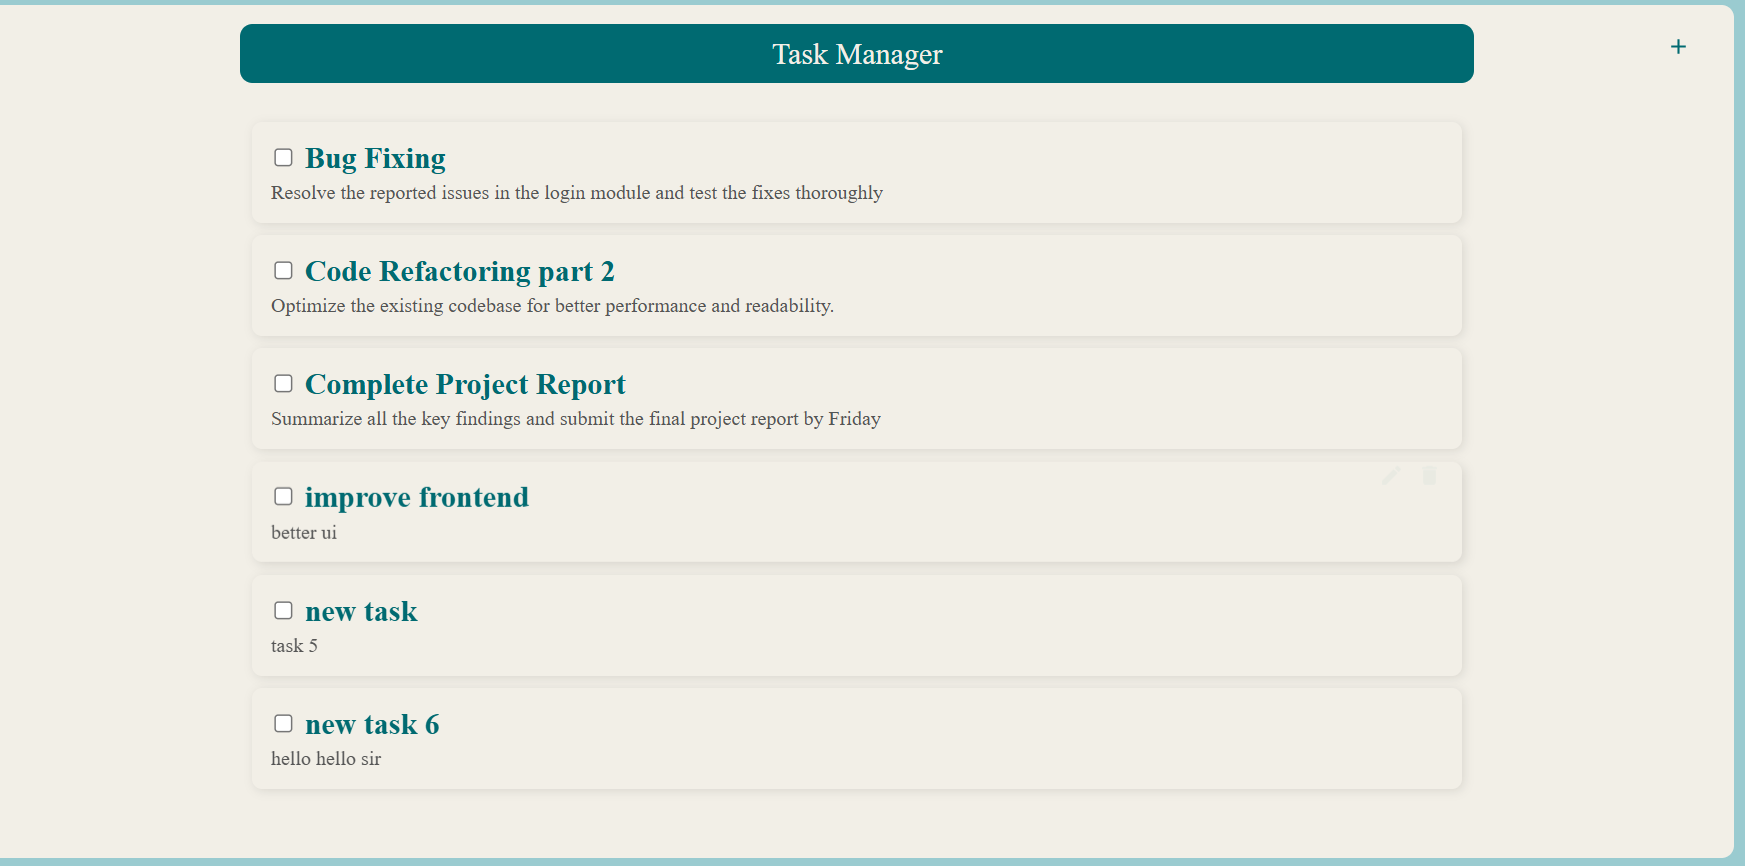 Task Manager
+
Bug Fixing
Resolve the reported issues in the login module and test the fixes thoroughly
Code Refactoring part 2
Optimize the existing codebase for better performance and readability.
Complete Project Report
Summarize all the key findings and submit the final project report by Friday
improve frontend
better ui
new task
task 5
new task 6
hello hello sir